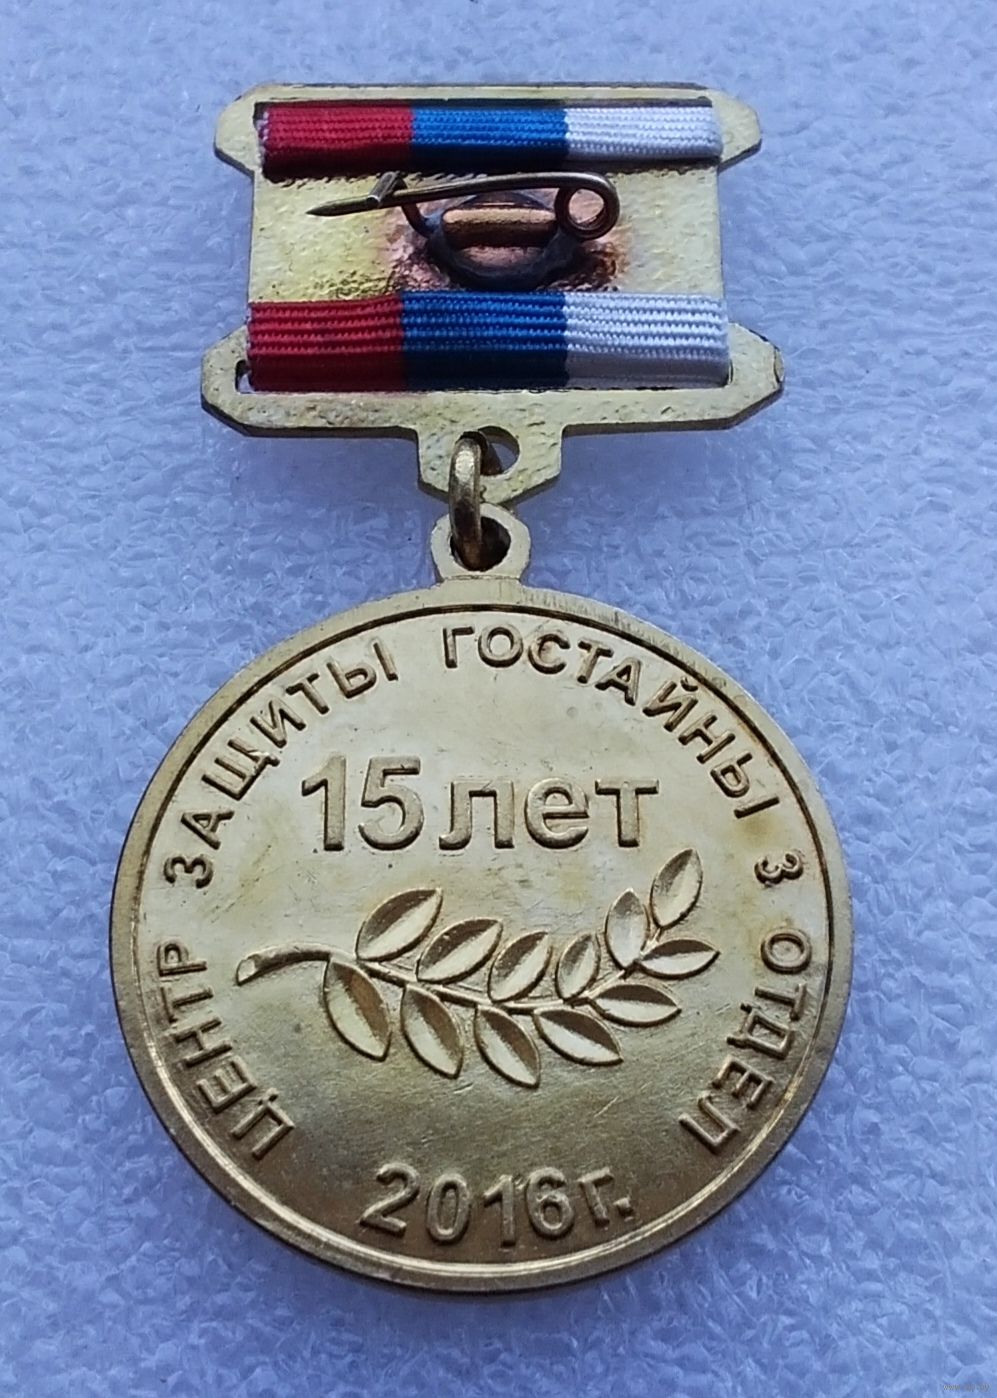 ЦЕНТР ЗАЩИТЫ ГОСТАЙНЫ 3 ОТДЕЛ
15 лет
2016г.